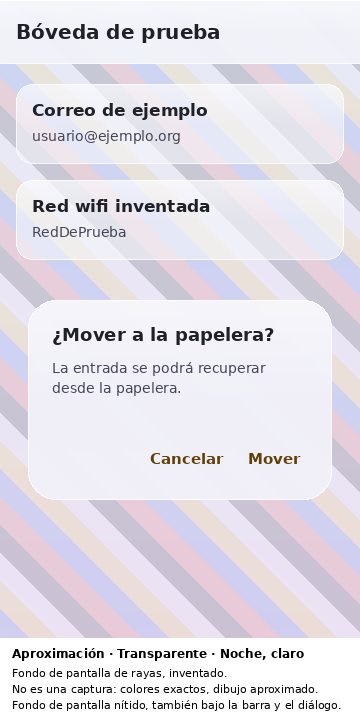 Bóveda de prueba
Correo de ejemplo
usuario@ejemplo.org
Red wifi inventada
RedDePrueba
¿Mover a la papelera?
La entrada se podrá recuperar
desde la papelera.
Cancelar Mover
Aproximación · Transparente · Noche, claro
Fondo de pantalla de rayas, inventado.
No es una captura: colores exactos, dibujo aproximado.
Fondo de pantalla nítido, también bajo la barra y el diálogo.